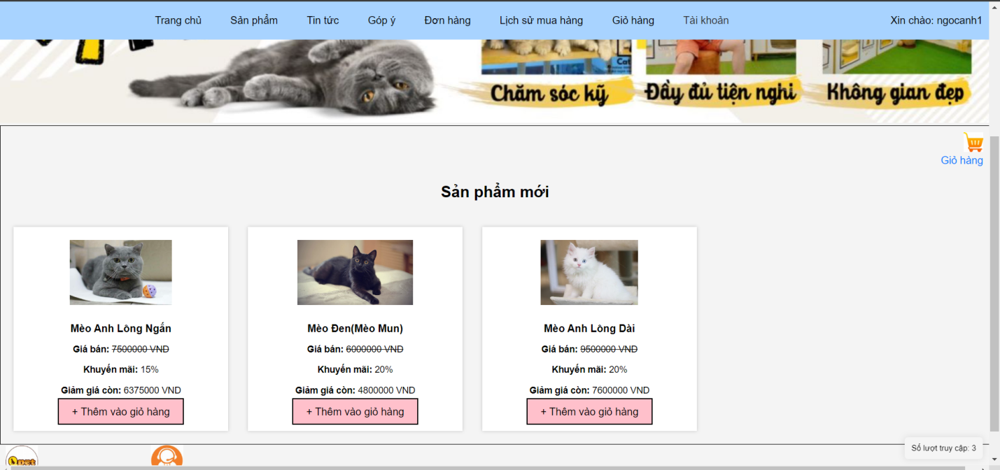 Trang chủ Sản phẩm Tin tức Góp ý Đơn hàng Lịch sử mua hàng Giỏ hàng Tài khoản Xin chào: ngocanh1
Cat
Chăm sóc kỹ Đầy đủ tiện nghi Không gian đẹp
Giỏ hàng
Sản phẩm mới
Mèo Anh Lông Ngắn
Giá bán: 7500000 VND
Khuyến mãi: 15%
Giảm giá còn: 6375000 VND
+ Thêm vào giỏ hàng
Mèo Đen(Mèo Mun)
Giá bán: 6000000 VND
Khuyến mãi: 20%
Giảm giá còn: 4800000 VND
+ Thêm vào giỏ hàng
Mèo Anh Lông Dài
Giá bán: 9500000 VND
Khuyến mãi: 20%
Giảm giá còn: 7600000 VND
+ Thêm vào giỏ hàng
Số lượt truy cập: 3